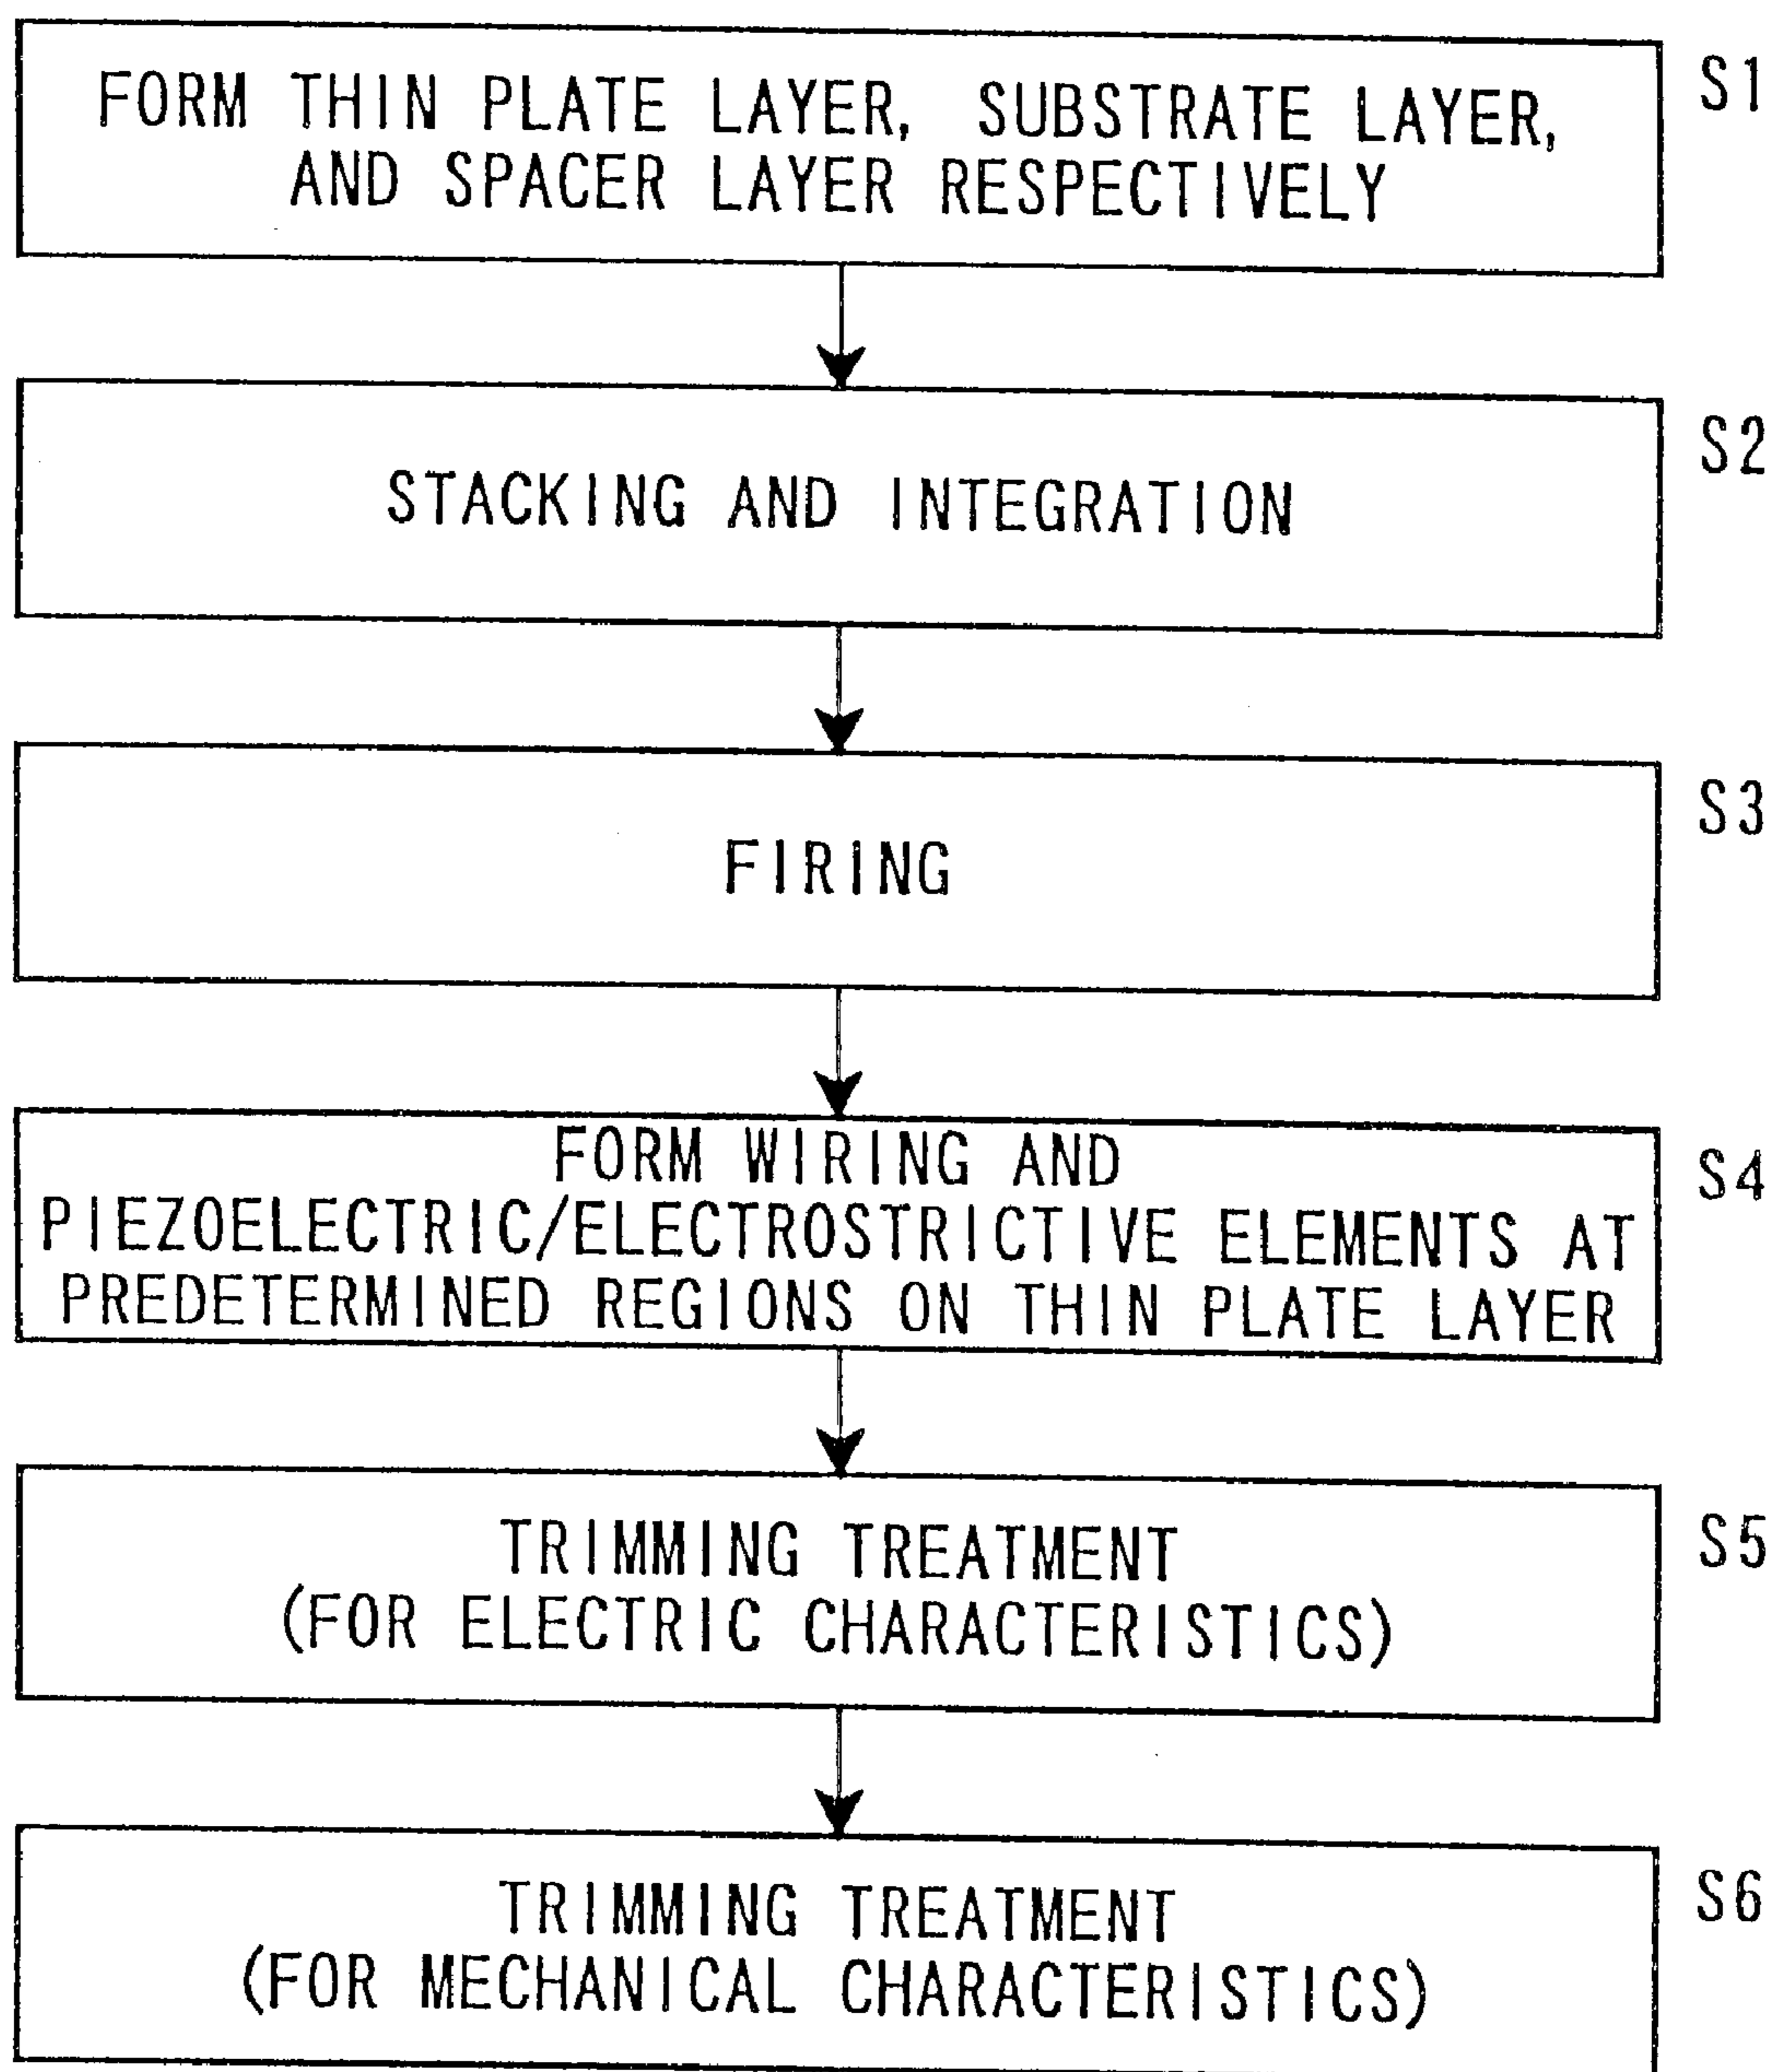 FORM THIN PLATE LAYER, SUBSTRATE LAYER,
AND SPACER LAYER RESPECTIVELY
S1
STACKING AND INTEGRATION
S2
FIRING
S3
FORM WIRING AND
PIEZOELECTRIC/ELECTROSTRICTIVE ELEMENTS AT
PREDETERMINED REGIONS ON THIN PLATE LAYER
S4
TRIMMING TREATMENT
(FOR ELECTRIC CHARACTERISTICS)
S5
TRIMMING TREATMENT
(FOR MECHANICAL CHARACTERISTICS)
S6